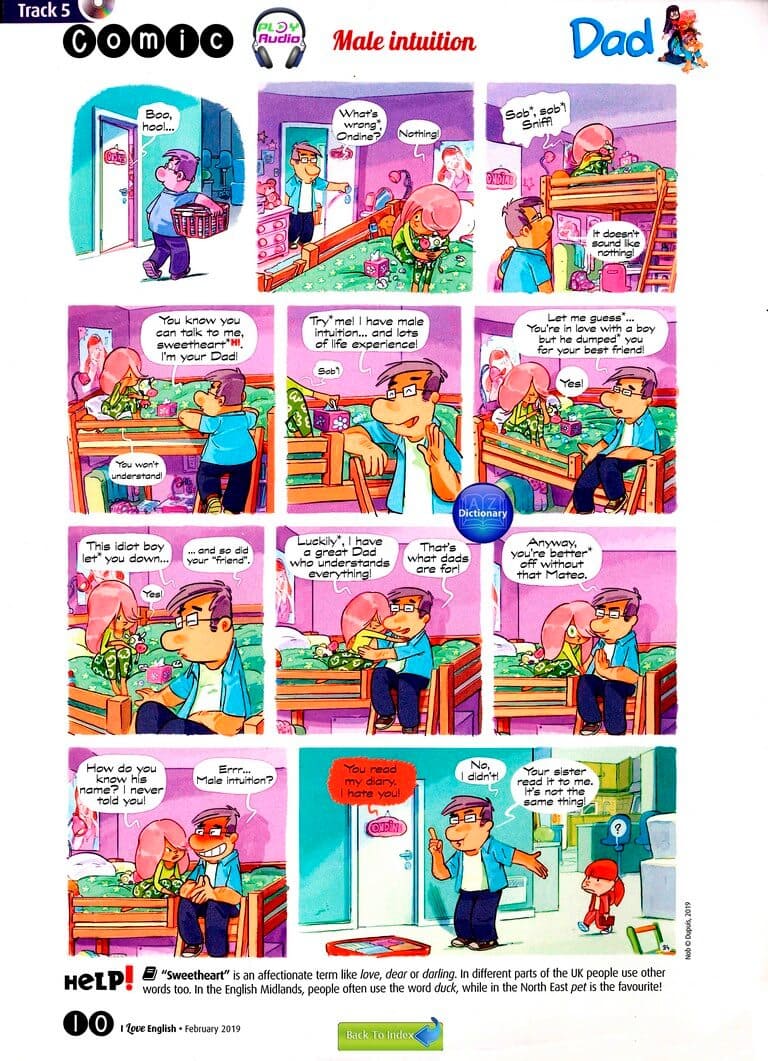 Track 5
Comic
PLAY
Audio
Male intuition
Dad
Boo,
hoo!...
What's
wrong*,
Ondine?
Nothing!
Sob*, sob*!
Sniff!
It doesn't
sound like
nothing!
You know you
can talk to me,
sweetheart*H!.
I'm your Dad!
You won't
understand!
Try* me! I have male
intuition... and lots
of life experience!
Sob*!
Let me guess*...
You're in love with a boy
but he dumped* you
for your best friend!
Yes!
This idiot boy
let* you down...
... and so did
your "friend".
Yes!
Luckily*, I have
a great Dad
who understands
everything!
That's
what dads
are for!
Anyway,
you're better*
off without
that Mateo.
A-Z
Dictionary
How do you
know his
name? I never
told you!
Errr...
Male intuition?
You read
my diary.
I hate you!
No,
I didn't!
Your sister
read it to me.
It's not the
same thing!
?
ONDINE
94
Nob © Dupuis, 2019
HELP! "Sweetheart" is an affectionate term like love, dear or darling. In different parts of the UK people use other
words too. In the English Midlands, people often use the word duck, while in the North East pet is the favourite!
10 I Love English • February 2019
Back To Index